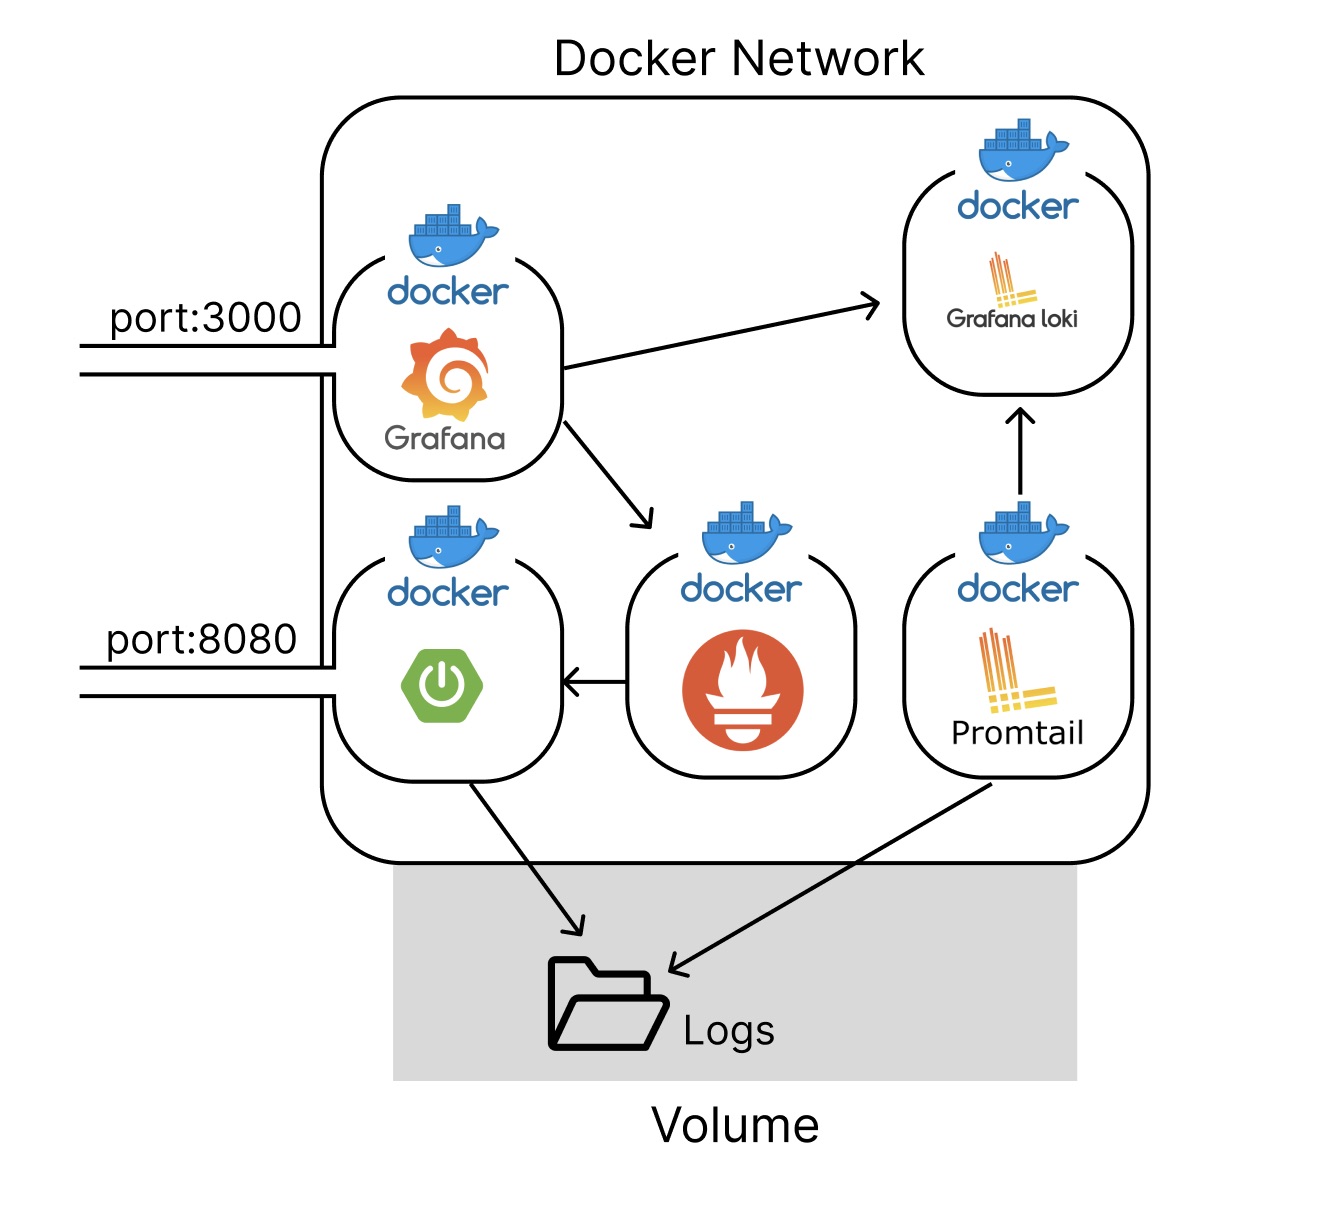 Docker Network
docker
Grafana loki
docker
port:3000
Grafana
docker
port:8080
docker
docker
Promtail
Logs
Volume